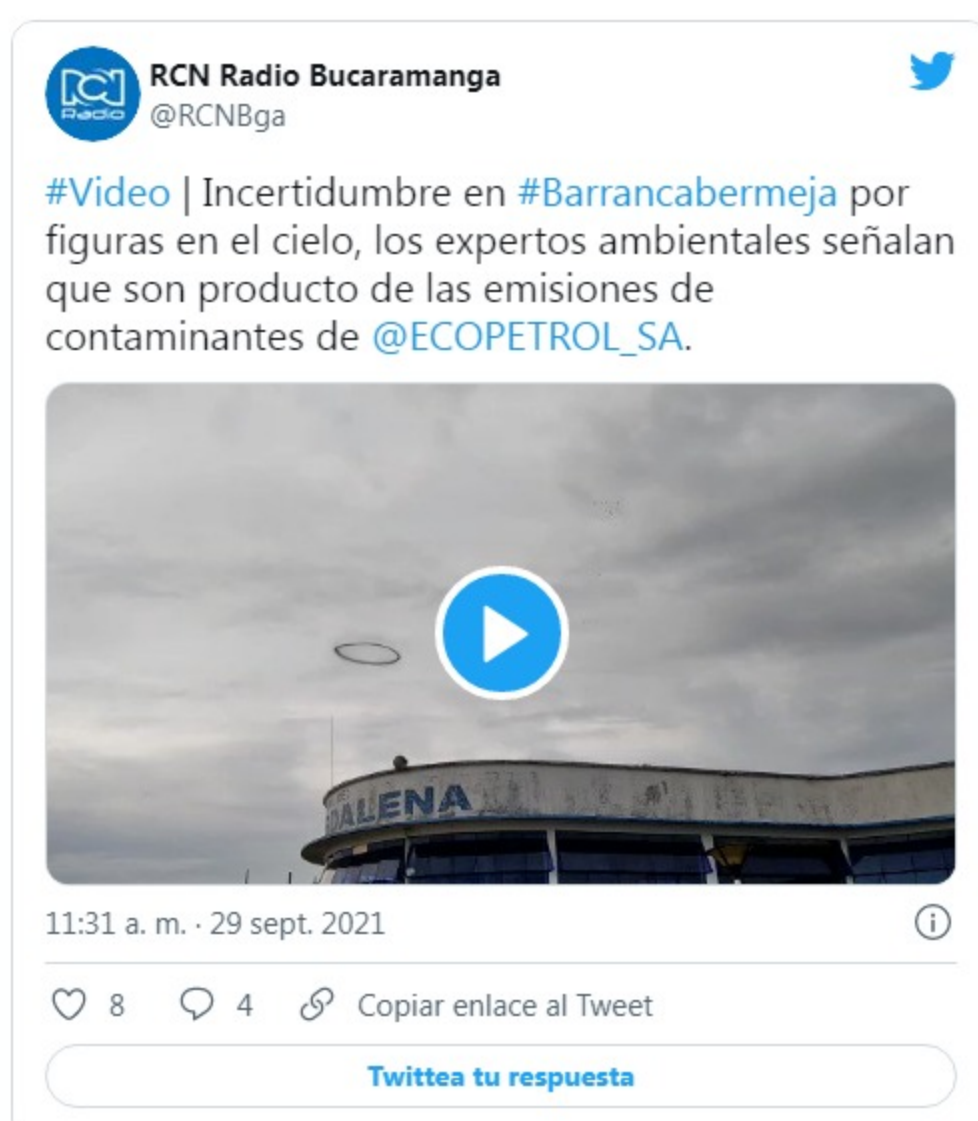 RCN Radio Bucaramanga
@RCNBga
#Video | Incertidumbre en #Barrancabermeja por
figuras en el cielo, los expertos ambientales señalan
que son producto de las emisiones de
contaminantes de @ECOPETROL_SA.
DALENA
11:31 a. m. · 29 sept. 2021
8 4 Copiar enlace al Tweet
Twittea tu respuesta